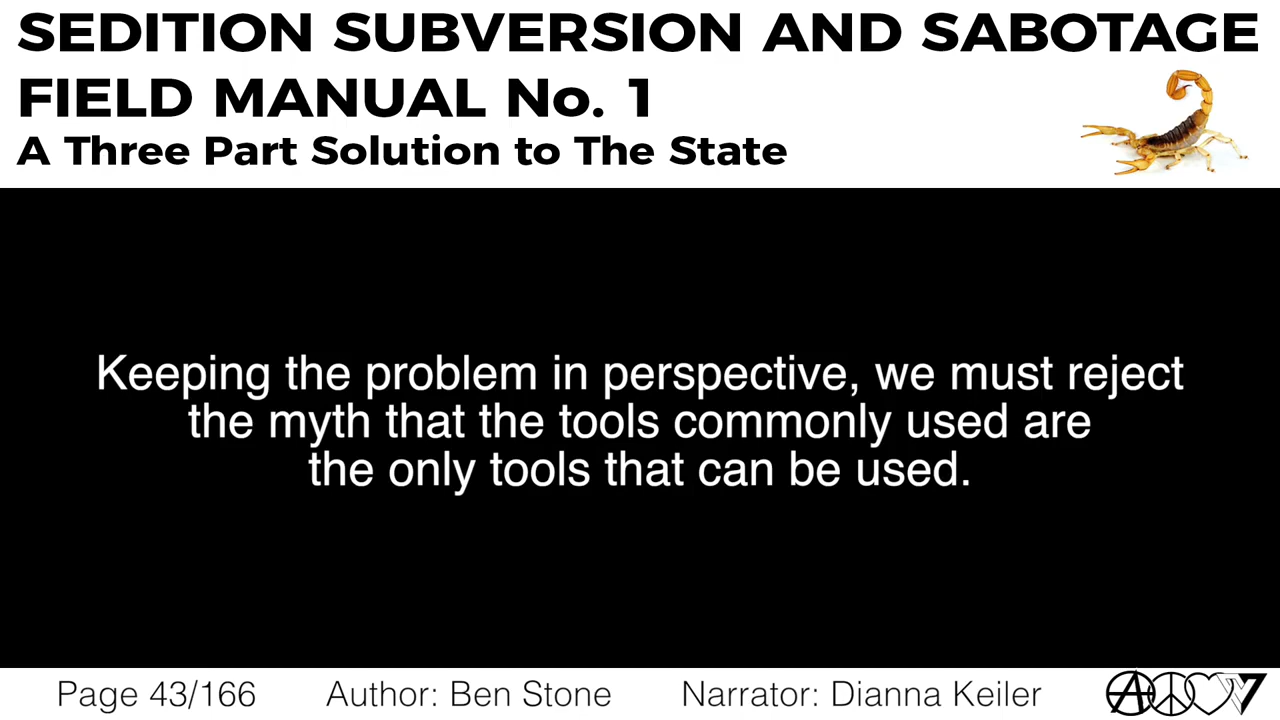 SEDITION SUBVERSION AND SABOTAGE
FIELD MANUAL No. 1
A Three Part Solution to The State
Keeping the problem in perspective, we must reject
the myth that the tools commonly used are
the only tools that can be used.
Page 43/166 Author: Ben Stone Narrator: Dianna Keiler